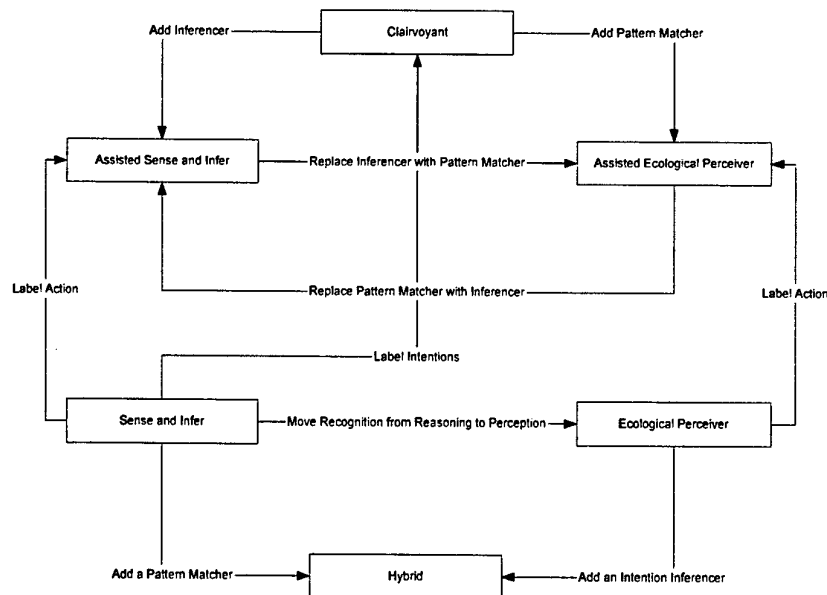 Add Inferencer
Clairvoyant
Add Pattern Matcher
Assisted Sense and Infer
Replace Inferencer with Pattern Matcher
Assisted Ecological Perceiver
Label Action
Replace Pattern Matcher with Inferencer
Label Action
Label Intentions
Sense and Infer
Move Recognition from Reasoning to Perception
Ecological Perceiver
Add a Pattern Matcher
Hybrid
Add an Intention Inferencer